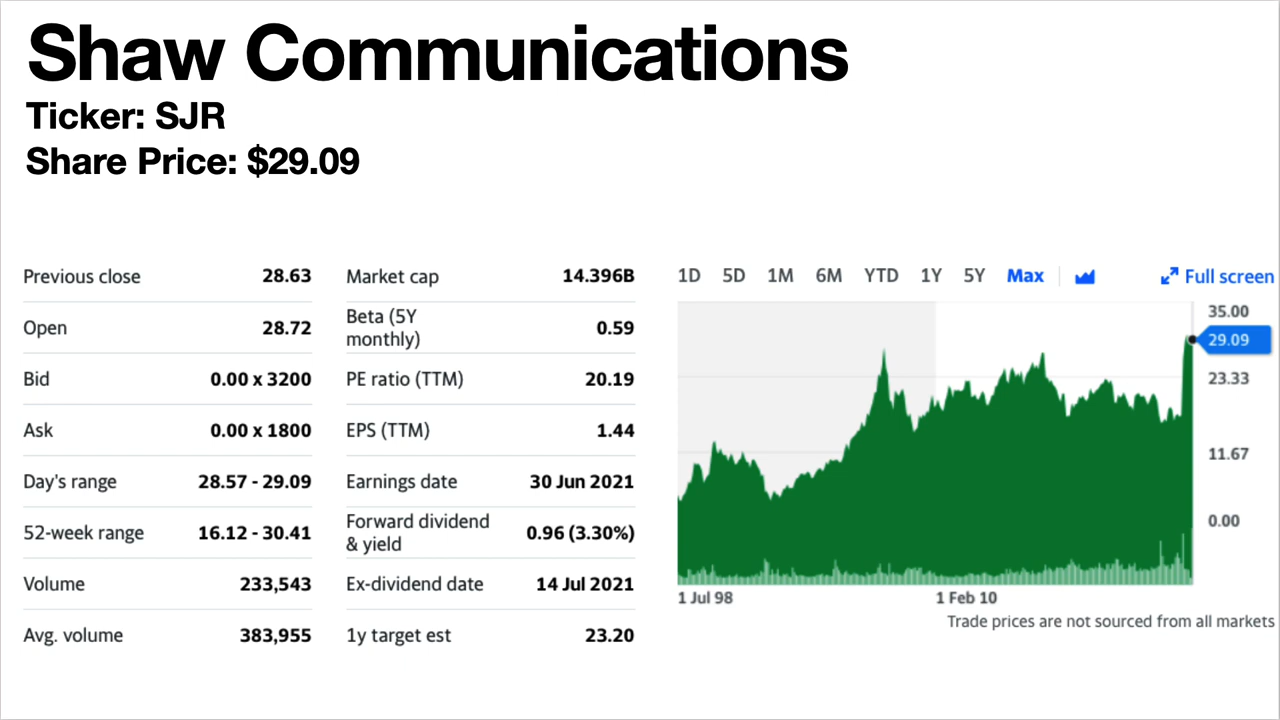 Shaw Communications
Ticker: SJR
Share Price: $29.09
Previous close 28.63
Open 28.72
Bid 0.00 x 3200
Ask 0.00 x 1800
Day's range 28.57 - 29.09
52-week range 16.12 - 30.41
Volume 233,543
Avg. volume 383,955
Market cap 14.396B
Beta (5Y
monthly) 0.59
PE ratio (TTM) 20.19
EPS (TTM) 1.44
Earnings date 30 Jun 2021
Forward dividend
& yield 0.96 (3.30%)
Ex-dividend date 14 Jul 2021
1y target est 23.20
1D 5D 1M 6M YTD 1Y 5Y Max Full screen
35.00
29.09
23.33
11.67
0.00
1 Jul 98 1 Feb 10
Trade prices are not sourced from all markets